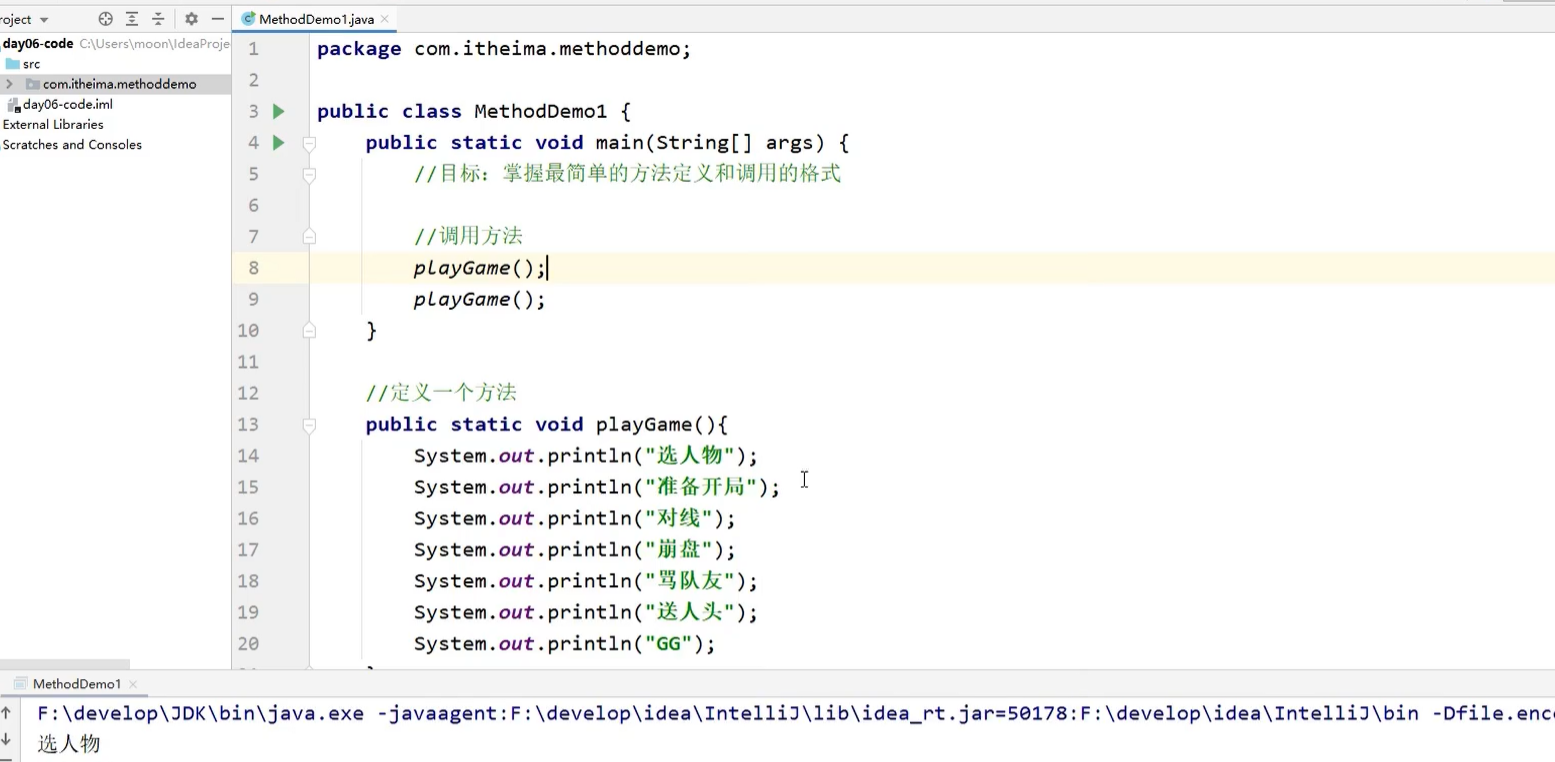 roject
MethodDemo1.java
day06-code C:\Users\moon\IdeaProje
src
com.itheima.methoddemo
day06-code.iml
External Libraries
Scratches and Consoles
1 package com.itheima.methoddemo;
2
3 public class MethodDemo1 {
4 public static void main(String[] args) {
5 //目标：掌握最简单的方法定义和调用的格式
6
7 //调用方法
8 playGame();
9 playGame();
10 }
11
12 //定义一个方法
13 public static void playGame(){
14 System.out.println("选人物");
15 System.out.println("准备开局");
16 System.out.println("对线");
17 System.out.println("崩盘");
18 System.out.println("骂队友");
19 System.out.println("送人头");
20 System.out.println("GG");
MethodDemo1
F:\develop\JDK\bin\java.exe -javaagent:F:\develop\idea\IntelliJ\lib\idea_rt.jar=50178:F:\develop\idea\IntelliJ\bin -Dfile.enc
选人物